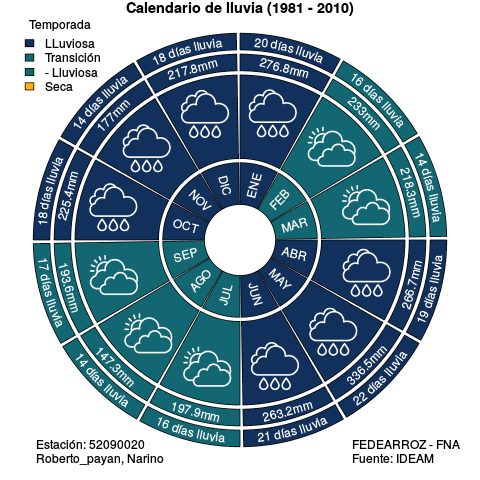 Calendario de lluvia (1981 - 2010)
Temporada
LLuviosa
Transición
- Lluviosa
Seca
20 días lluvia
276.8mm
ENE
16 días lluvia
233mm
FEB
14 días lluvia
218.3mm
MAR
19 días lluvia
266.7mm
ABR
22 días lluvia
336.5mm
MAY
21 días lluvia
263.2mm
JUN
16 días lluvia
197.9mm
JUL
14 días lluvia
147.3mm
AGO
17 días lluvia
193.6mm
SEP
18 días lluvia
225.4mm
OCT
14 días lluvia
177mm
NOV
18 días lluvia
217.8mm
DIC
Estación: 52090020
Roberto_payan, Narino
FEDEARROZ - FNA
Fuente: IDEAM